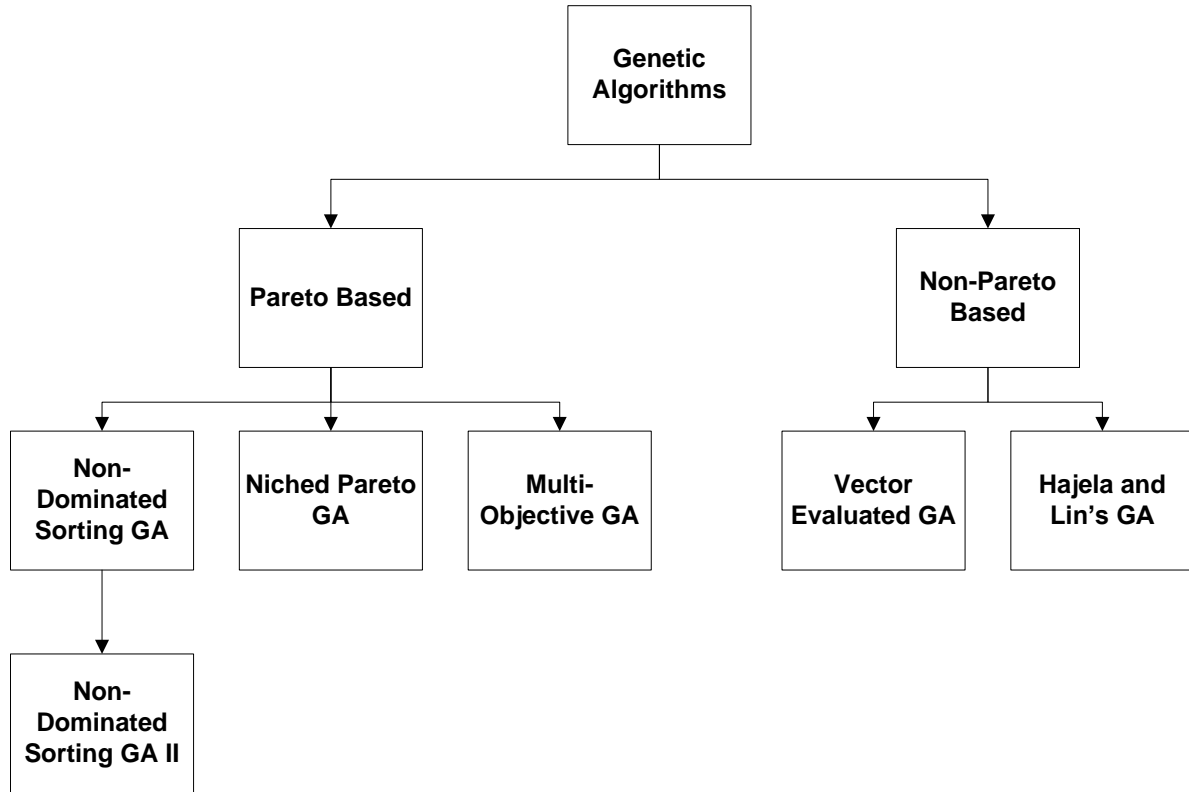 Genetic
Algorithms
Pareto Based
Non-Pareto
Based
Non-
Dominated
Sorting GA
Niched Pareto
GA
Multi-
Objective GA
Vector
Evaluated GA
Hajela and
Lin's GA
Non-
Dominated
Sorting GA II